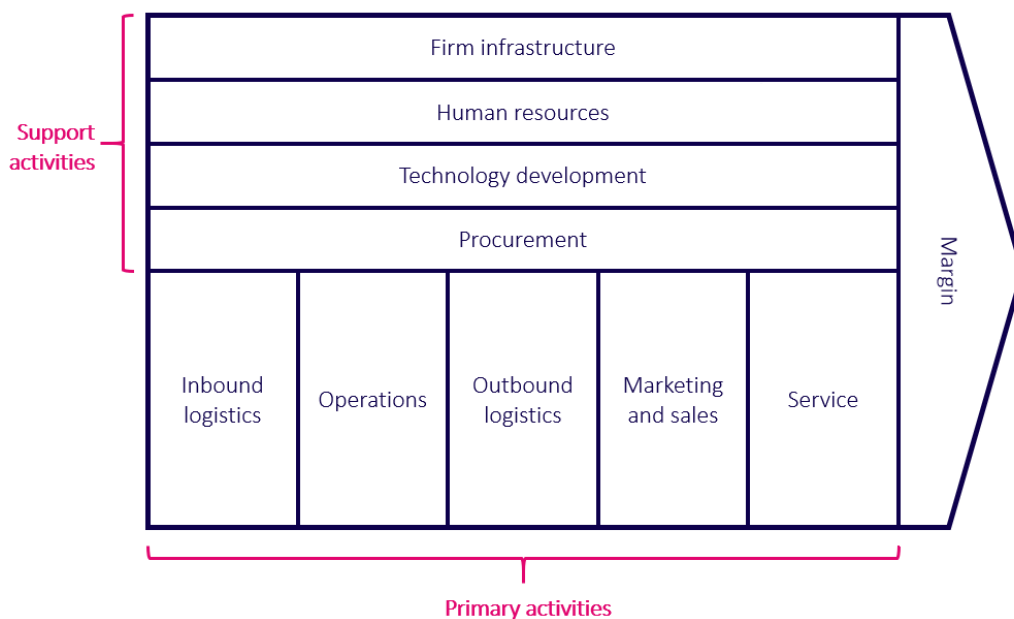 Firm infrastructure
Human resources
Support
activities
Technology development
Procurement
Margin
Inbound
logistics
Operations
Outbound
logistics
Marketing
and sales
Service
Primary activities